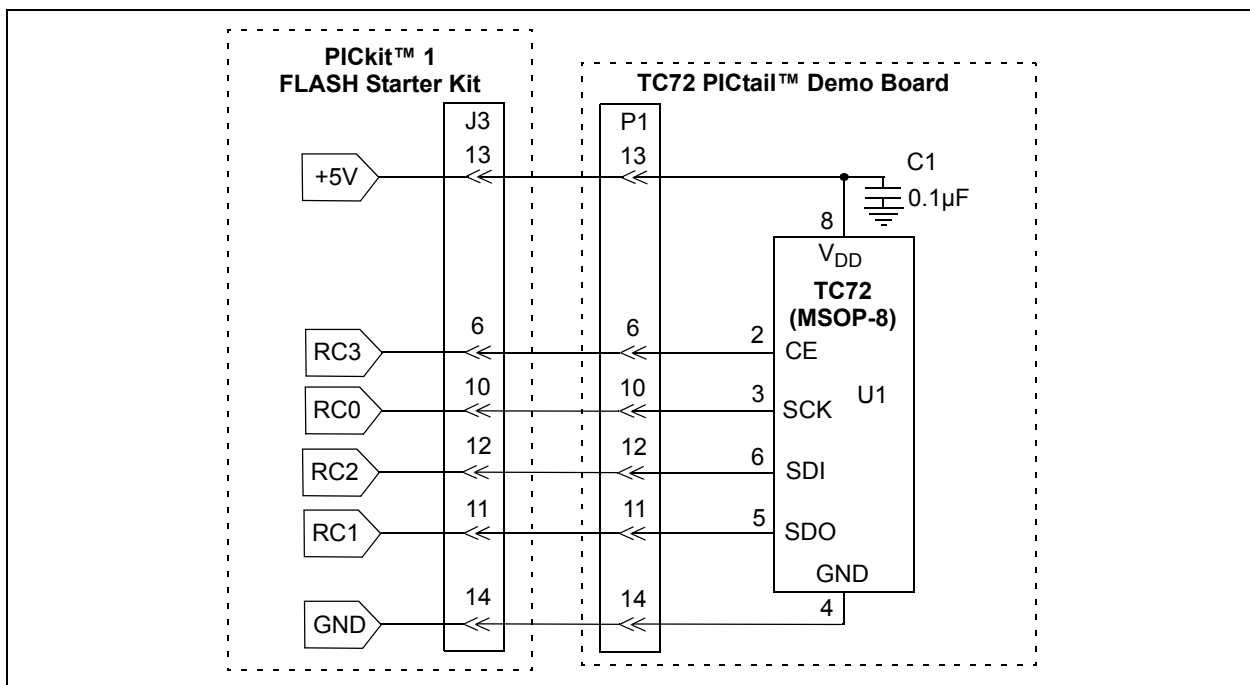 PICkit™ 1
FLASH Starter Kit
TC72 PICtail™ Demo Board
J3
P1
+5V
13
13
C1
0.1µF
8
VDD
TC72
(MSOP-8)
U1
RC3
6
6
2
CE
RC0
10
10
3
SCK
RC2
12
12
6
SDI
RC1
11
11
5
SDO
GND
GND
14
14
4